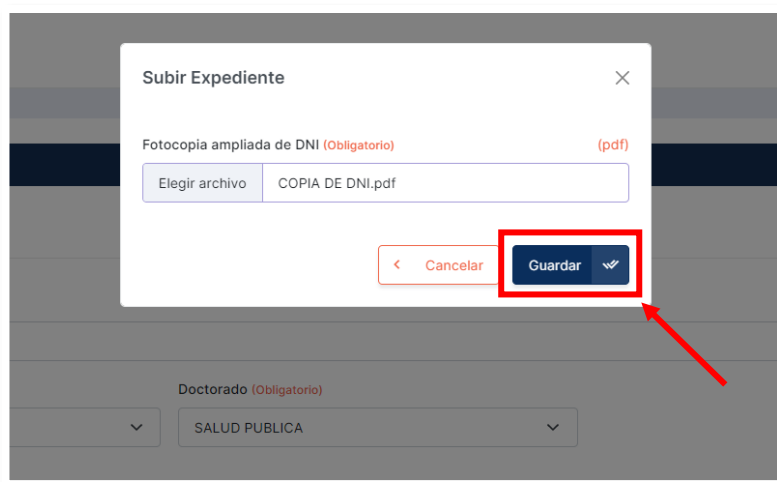 Subir Expediente
Fotocopia ampliada de DNI (Obligatorio) (pdf)
Elegir archivo COPIA DE DNI.pdf
Cancelar Guardar
Doctorado (Obligatorio)
SALUD PUBLICA